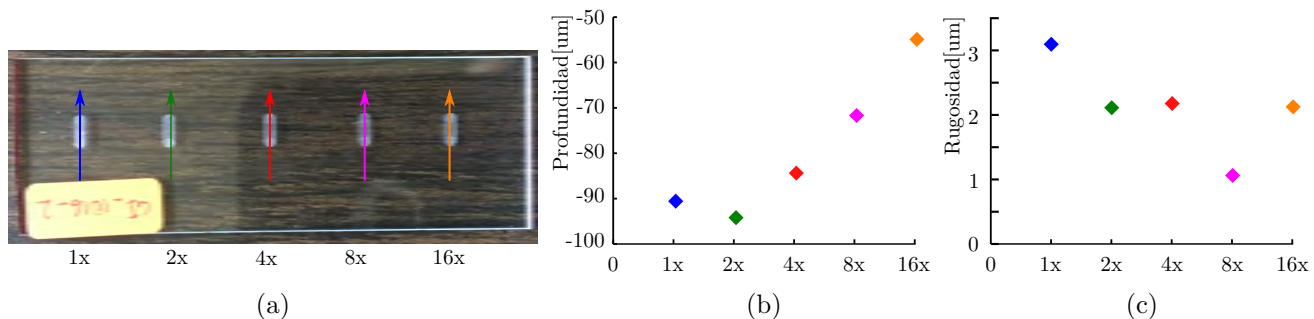 1x 2x 4x 8x 16x
(a)
Profundidad[um]
-50
-60
-70
-80
-90
-100
0 1x 2x 4x 8x 16x
(b)
Rugosidad[um]
3
2
1
0
0 1x 2x 4x 8x 16x
(c)